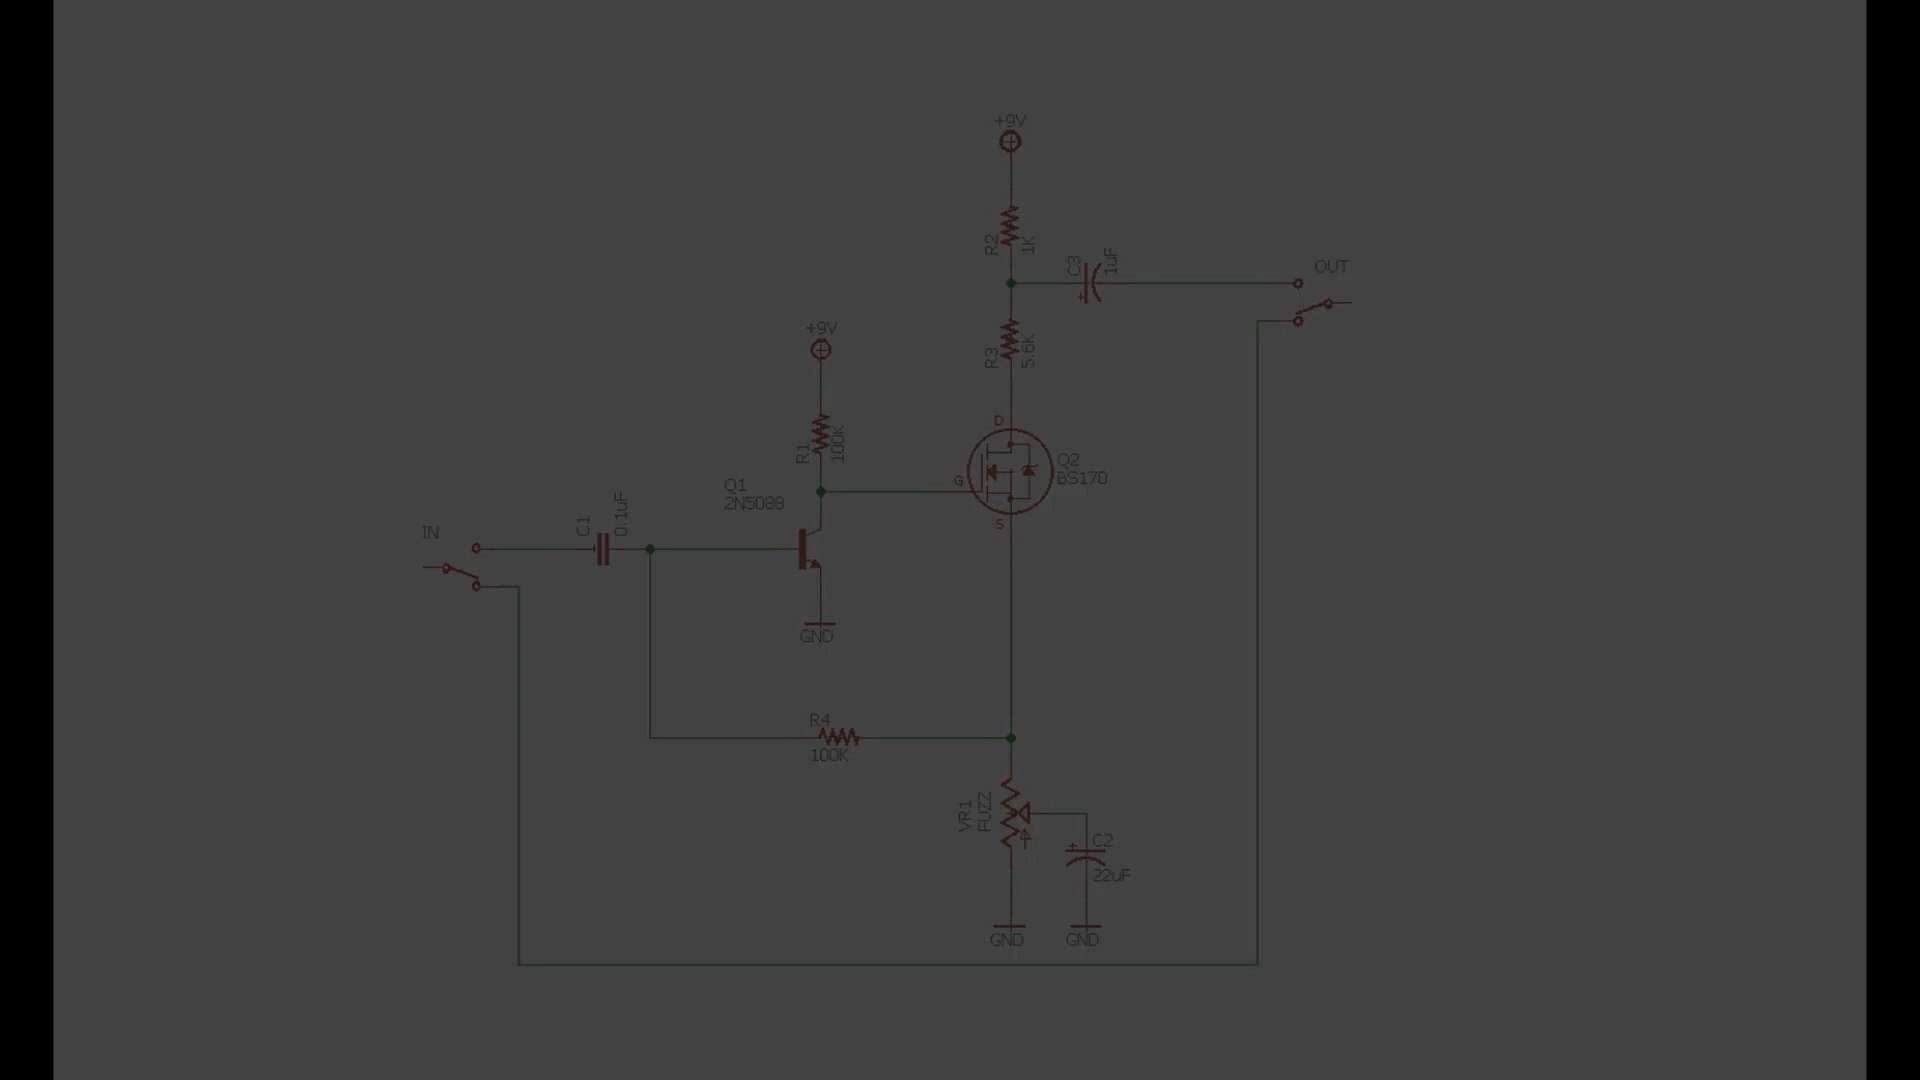 +9V
R2
1K
C3
1uF
OUT
+9V
R3
5.6K
D
R1
100K
Q2
BS170
G
Q1
2N5088
S
C1
0.1uF
IN
GND
R4
100K
VR1
FUZZ
C2
22uF
GND
GND